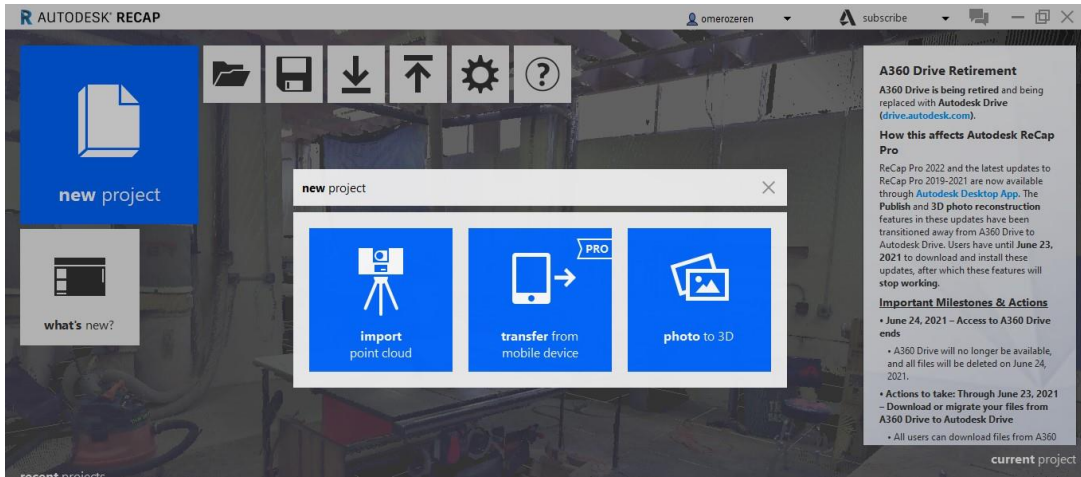 AUTODESK® RECAP
omerozeren
subscribe
new project
what's new?
new project
import
point cloud
PRO
transfer from
mobile device
photo to 3D
A360 Drive Retirement
A360 Drive is being retired and being
replaced with Autodesk Drive
(drive.autodesk.com).
How this affects Autodesk ReCap
Pro
ReCap Pro 2022 and the latest updates to
ReCap Pro 2019-2021 are now available
through Autodesk Desktop App. The
Publish and 3D photo reconstruction
features in these updates have been
transitioned away from A360 Drive to
Autodesk Drive. Users have until June 23,
2021 to download and install these
updates, after which these features will
stop working.
Important Milestones & Actions
• June 24, 2021 – Access to A360 Drive
ends
• A360 Drive will no longer be available,
and all files will be deleted on June 24,
2021.
• Actions to take: Through June 23, 2021
– Download or migrate your files from
A360 Drive to Autodesk Drive
• All users can download files from A360
current project
recent projects